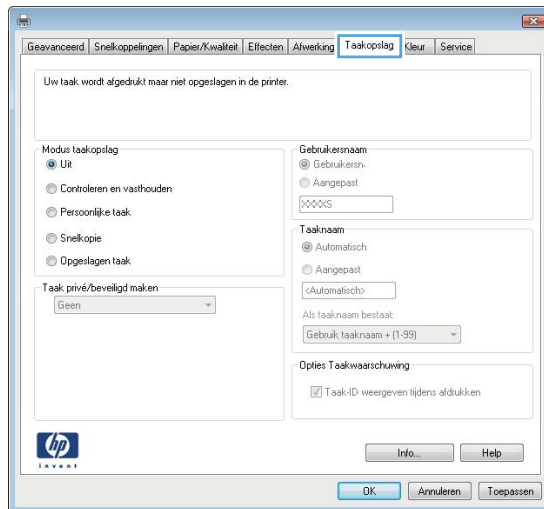 Geavanceerd Snelkoppelingen Papier/Kwaliteit Effecten Afwerking Taakopslag Kleur Service
Uw taak wordt afgedrukt maar niet opgeslagen in de printer.
Modus taakopslag
Uit
Controleren en vasthouden
Persoonlijke taak
Snelkopie
Opgeslagen taak
Taak privé/beveiligd maken
Geen
Gebruikersnaam
Gebruikersn.
Aangepast
XXXXS
Taaknaam
Automatisch
Aangepast
<Automatisch>
Als taaknaam bestaat:
Gebruik taaknaam + (1-99)
Opties Taakwaarschuwing
Taak-ID weergeven tijdens afdrukken
hp
invent
Info... Help
OK Annuleren Toepassen